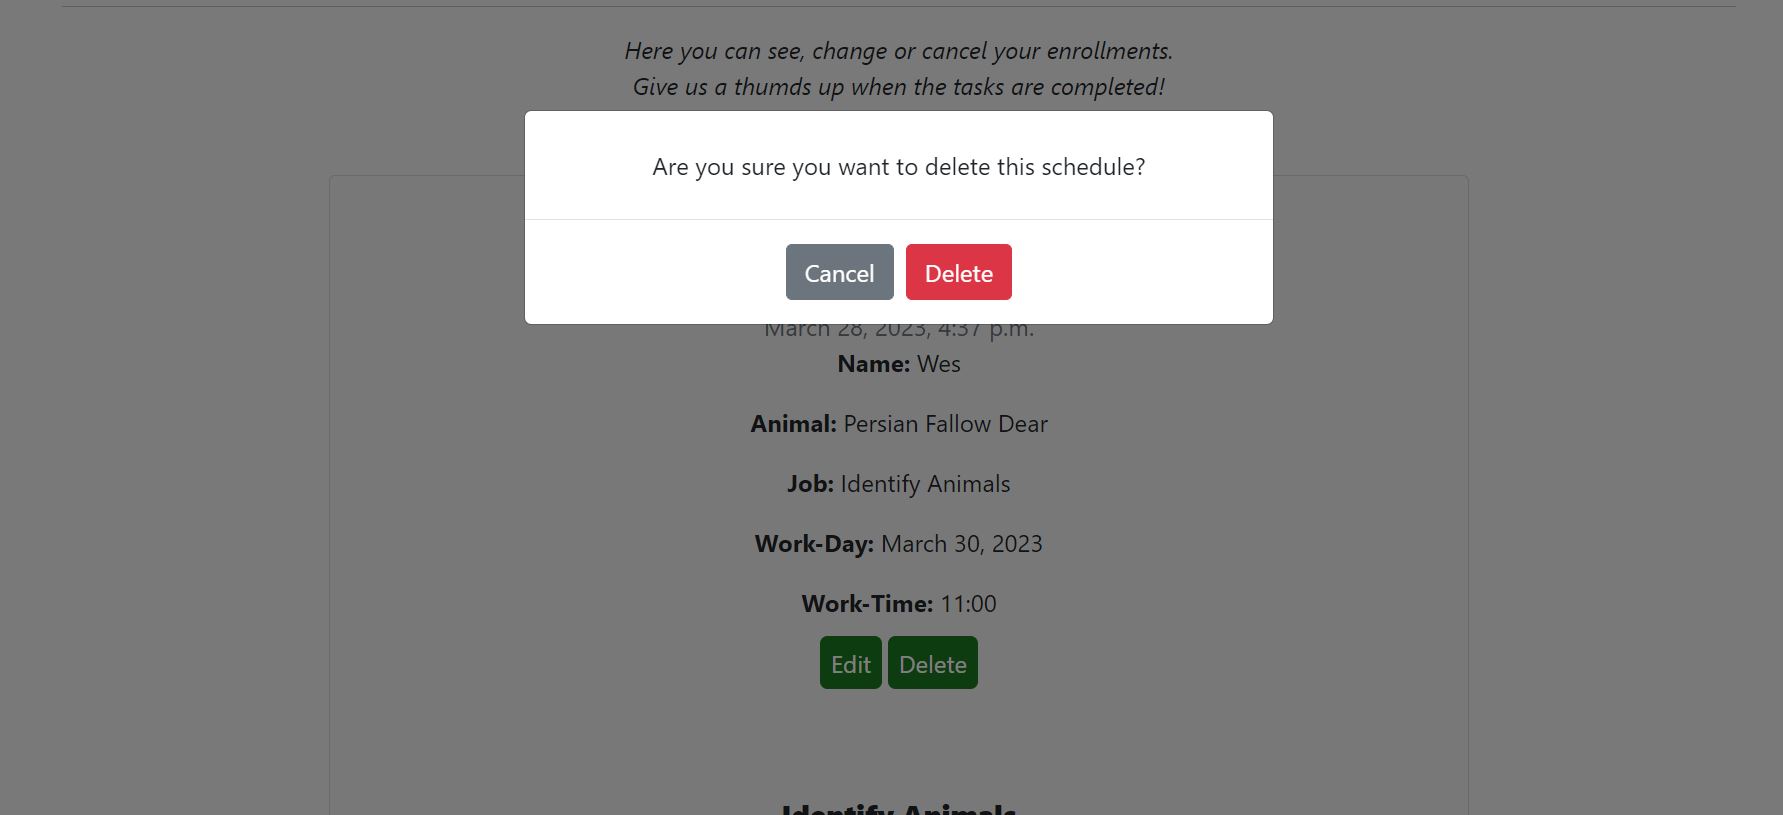 Here you can see, change or cancel your enrollments.
Give us a thumds up when the tasks are completed!
Are you sure you want to delete this schedule?
Cancel Delete
March 28, 2023, 4:37 p.m.
Name: Wes
Animal: Persian Fallow Dear
Job: Identify Animals
Work-Day: March 30, 2023
Work-Time: 11:00
Edit Delete
Identify Animals